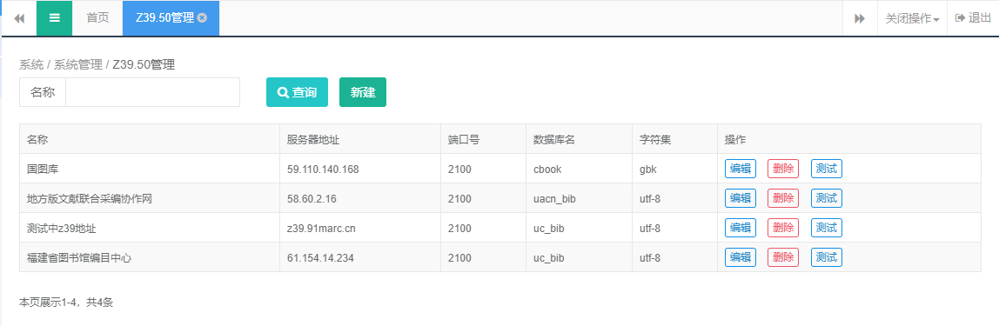 首页 Z39.50管理 关闭操作 退出
系统 / 系统管理 / Z39.50管理
名称 查询 新建
名称 服务器地址 端口号 数据库名 字符集 操作
国图库 59.110.140.168 2100 cbook gbk 编辑 删除 测试
地方版文献联合采编协作网 58.60.2.16 2100 uacn_bib utf-8 编辑 删除 测试
测试中z39地址 z39.91marc.cn 2100 uc_bib utf-8 编辑 删除 测试
福建省图书馆编目中心 61.154.14.234 2100 uc_bib utf-8 编辑 删除 测试
本页展示1-4，共4条